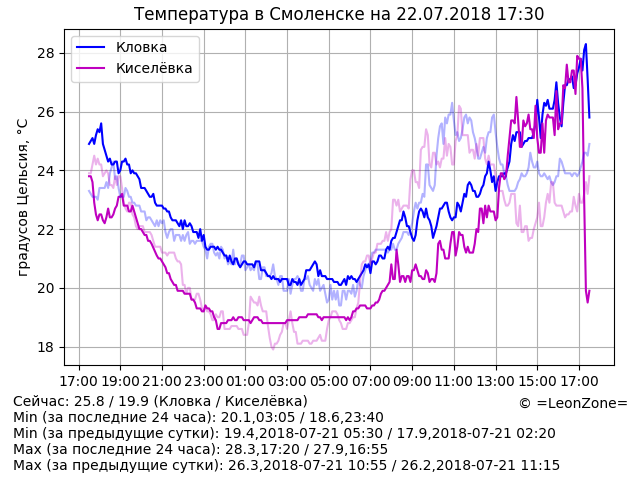 Температура в Смоленске на 22.07.2018 17:30
Кловка
Киселёвка
градусов Цельсия, °C
28
26
24
22
20
18
17:00 19:00 21:00 23:00 01:00 03:00 05:00 07:00 09:00 11:00 13:00 15:00 17:00
Сейчас: 25.8 / 19.9 (Кловка / Киселёвка)
© =LeonZone=
Min (за последние 24 часа): 20.1,03:05 / 18.6,23:40
Min (за предыдущие сутки): 19.4,2018-07-21 05:30 / 17.9,2018-07-21 02:20
Max (за последние 24 часа): 28.3,17:20 / 27.9,16:55
Max (за предыдущие сутки): 26.3,2018-07-21 10:55 / 26.2,2018-07-21 11:15